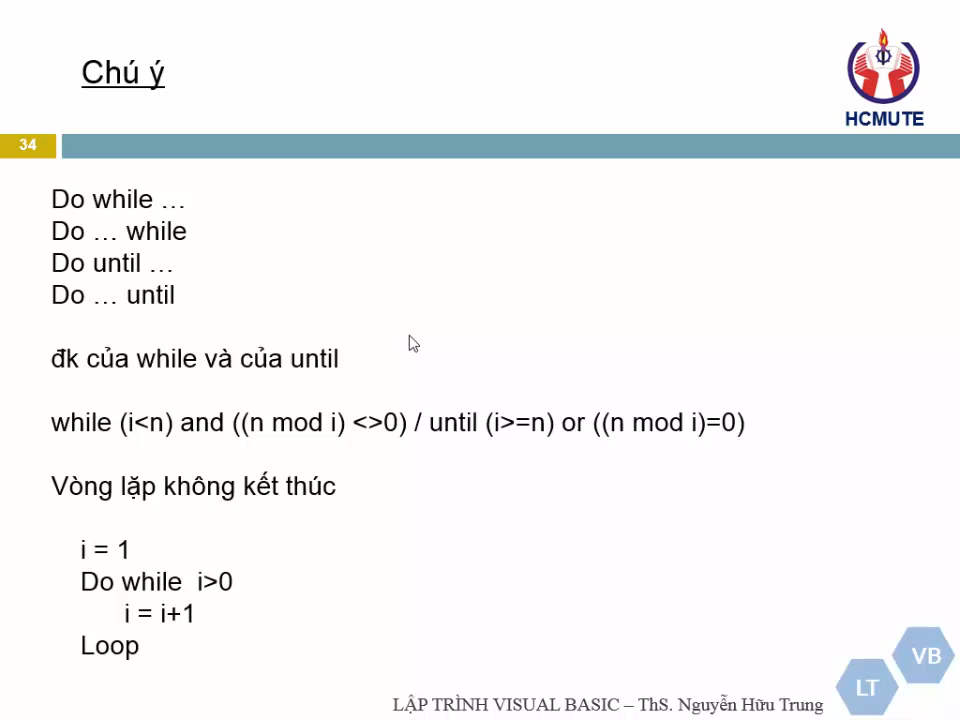 Chú ý
HCMUTE
34
Do while …
Do … while
Do until …
Do … until
đk của while và của until
while (i<n) and ((n mod i) <>0) / until (i>=n) or ((n mod i)=0)
Vòng lặp không kết thúc
i = 1
Do while  i>0
i = i+1
Loop
VB
LT
LẬP TRÌNH VISUAL BASIC – ThS. Nguyễn Hữu Trung